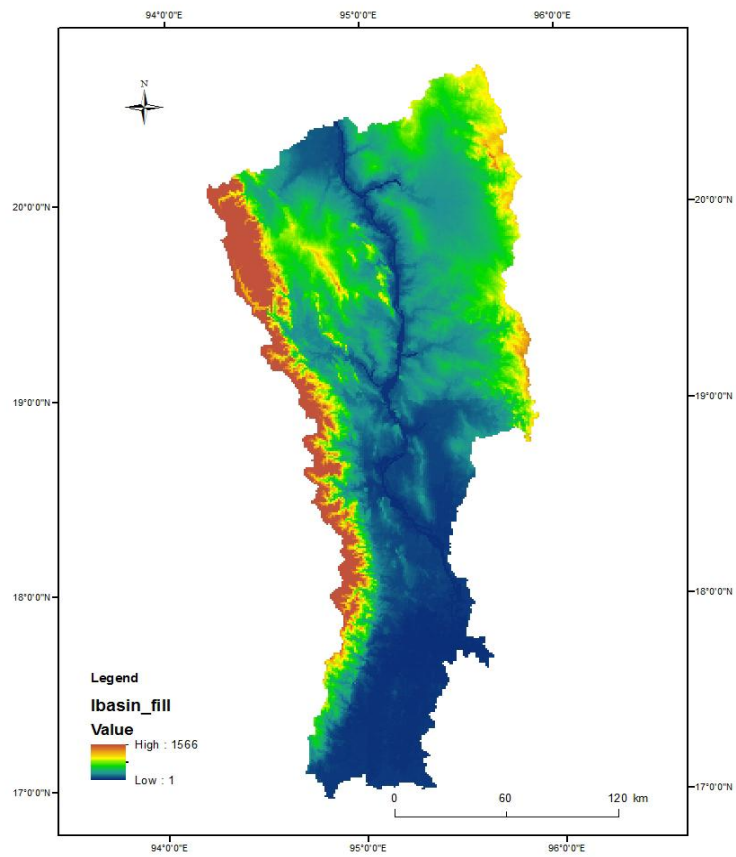 94°0'0"E 95°0'0"E 96°0'0"E
N
20°0'0"N 20°0'0"N
19°0'0"N 19°0'0"N
18°0'0"N 18°0'0"N
Legend
lbasin_fill
Value
High : 1566
Low : 1
17°0'0"N 17°0'0"N
0 60 120 km
94°0'0"E 95°0'0"E 96°0'0"E